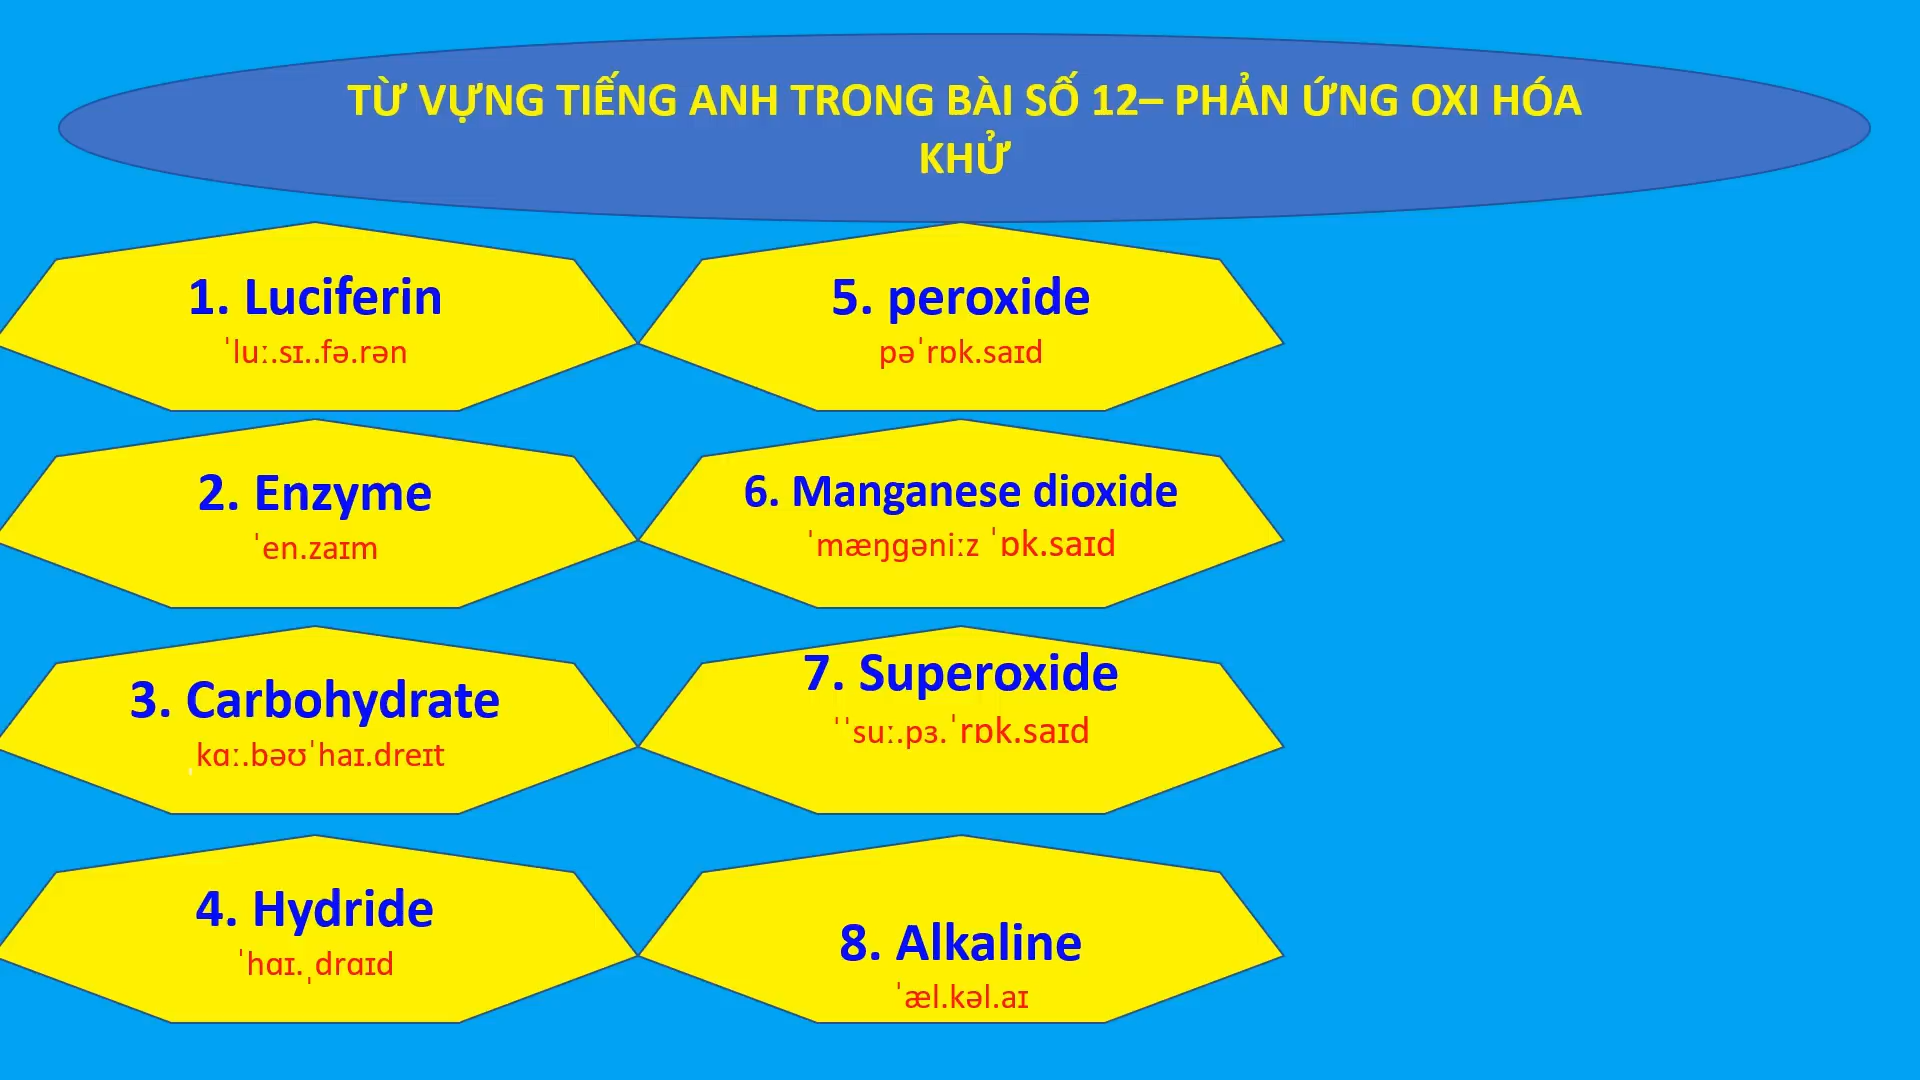 TỪ VỰNG TIẾNG ANH TRONG BÀI SỐ 12– PHẢN ỨNG OXI HÓA
KHỬ
1. Luciferin
ˈluː.sɪ..fə.rən
2. Enzyme
ˈen.zaɪm
3. Carbohydrate
ˌkɑː.bəʊˈhaɪ.dreɪt
4. Hydride
ˈhɑɪ.ˌdrɑɪd
5. peroxide
pəˈrɒk.saɪd
6. Manganese dioxide
ˈmæŋɡəniːz ˈɒk.saɪd
7. Superoxide
ˈˈsuː.pɜ.ˈrɒk.saɪd
8. Alkaline
ˈæl.kəl.aɪ